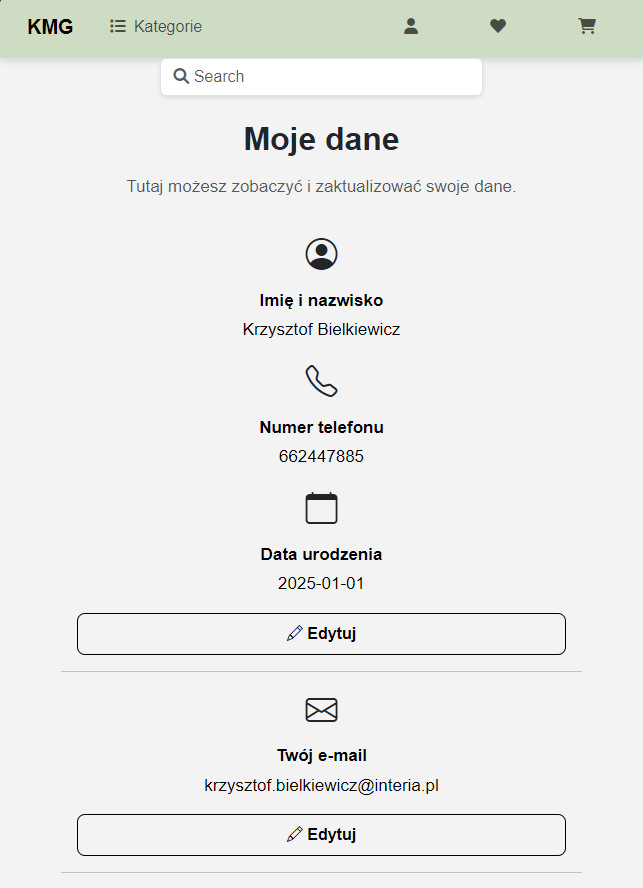 KMG Kategorie
Search
Moje dane
Tutaj możesz zobaczyć i zaktualizować swoje dane.
Imię i nazwisko
Krzysztof Bielkiewicz
Numer telefonu
662447885
Data urodzenia
2025-01-01
Edytuj
Twój e-mail
krzysztof.bielkiewicz@interia.pl
Edytuj